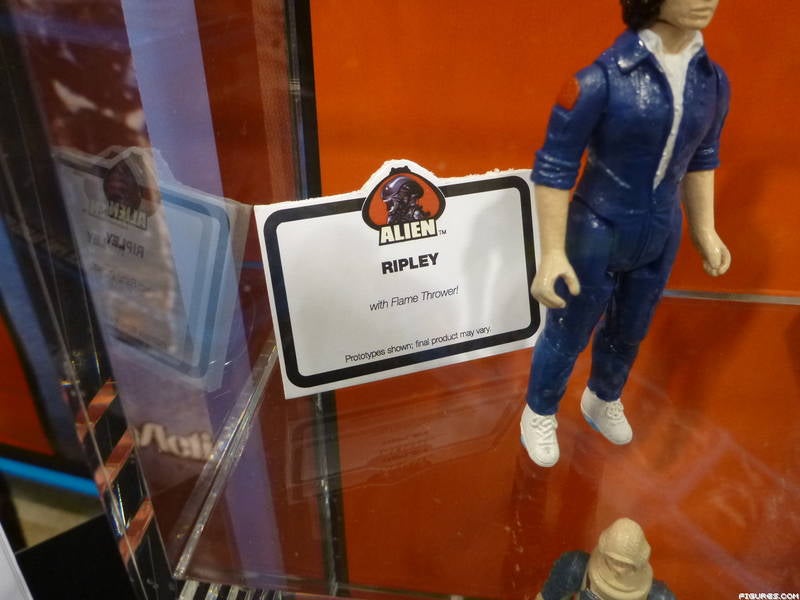 ALIEN™
RIPLEY
with Flame Thrower!
Prototypes shown; final product may vary.
FIGURES.COM